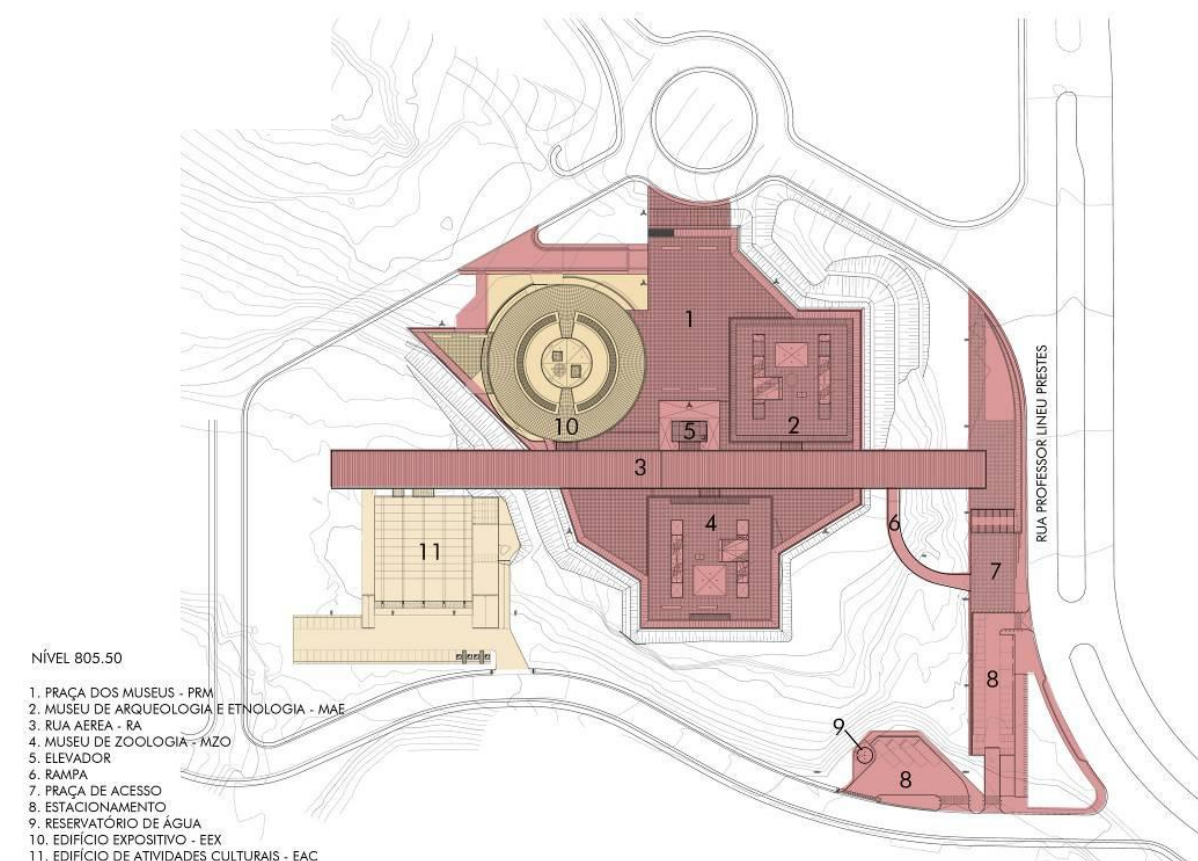 1
2
10
5
3
4
6
11
7
8
9
8
RUA PROFESSOR LINEU PRESTES
NÍVEL 805.50
1. PRAÇA DOS MUSEUS - PRM
2. MUSEU DE ARQUEOLOGIA E ETNOLOGIA - MAE
3. RUA AEREA - RA
4. MUSEU DE ZOOLOGIA - MZO
5. ELEVADOR
6. RAMPA
7. PRAÇA DE ACESSO
8. ESTACIONAMENTO
9. RESERVATÓRIO DE ÁGUA
10. EDIFÍCIO EXPOSITIVO - EEX
11. EDIFÍCIO DE ATIVIDADES CULTURAIS - EAC